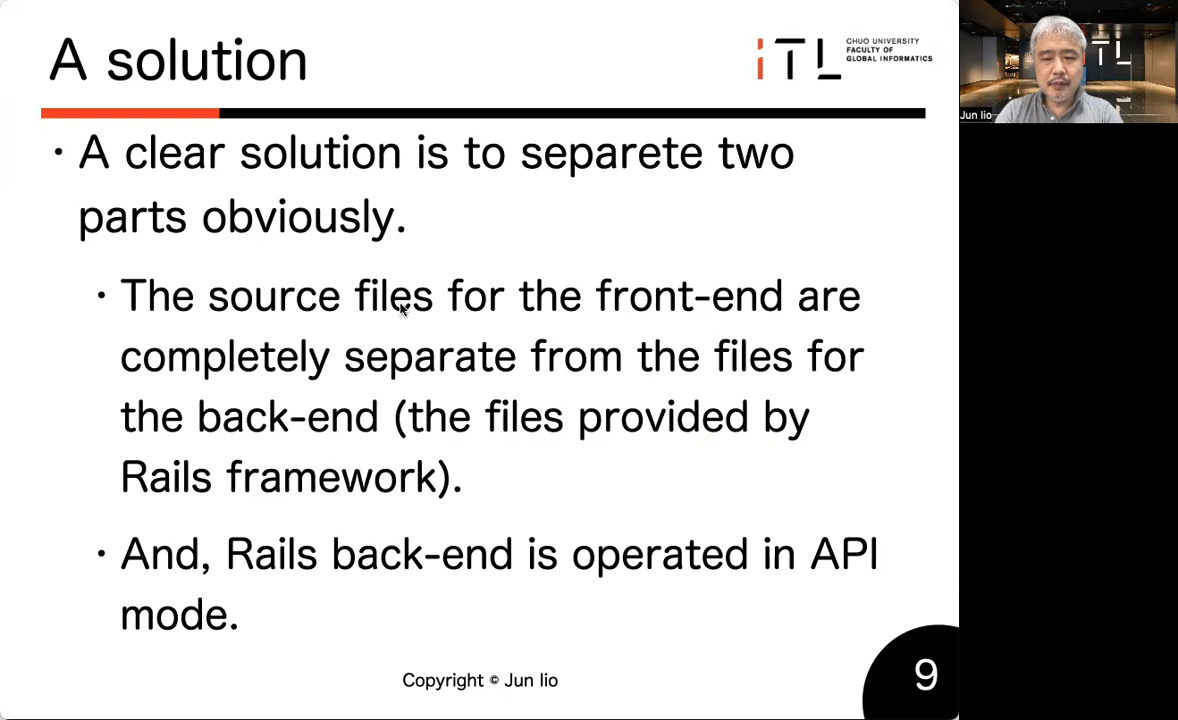 A solution
iTL
CHUO UNIVERSITY
FACULTY OF
GLOBAL INFORMATICS
・A clear solution is to separete two
parts obviously.
・The source files for the front-end are
completely separate from the files for
the back-end (the files provided by
Rails framework).
・And, Rails back-end is operated in API
mode.
Copyright © Jun Iio
9
TL
Jun Iio